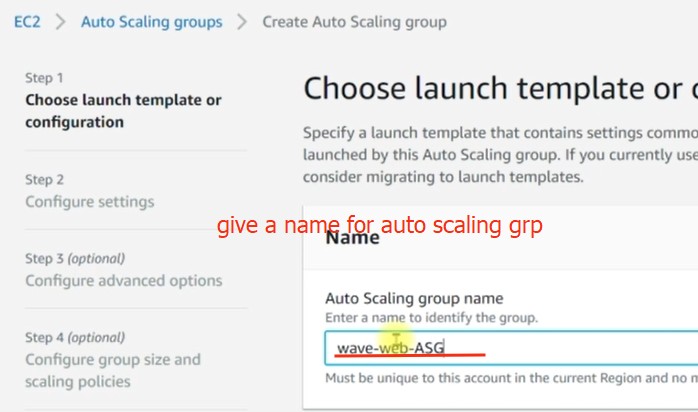 EC2 > Auto Scaling groups > Create Auto Scaling group
Step 1
Choose launch template or
configuration
Step 2
Configure settings
Step 3 (optional)
Configure advanced options
Step 4 (optional)
Configure group size and
scaling policies
Choose launch template or
Specify a launch template that contains settings
launched by this Auto Scaling group. If you currently use
consider migrating to launch templates.
give a name for auto scaling grp
Name
Auto Scaling group name
Enter a name to identify the group.
wave-web-ASG
Must be unique to this account in the current Region and no